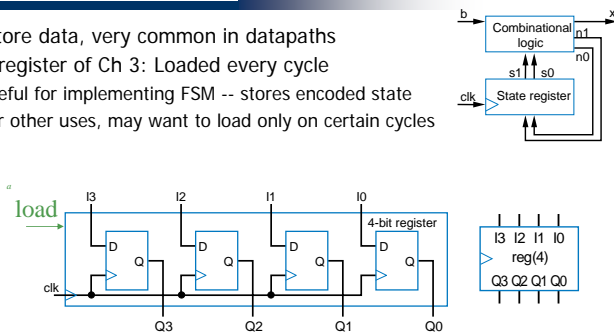 tore data, very common in datapaths
register of Ch 3: Loaded every cycle
eful for implementing FSM -- stores encoded state
r other uses, may want to load only on certain cycles
b
Combinational
logic
x
n1
n0
s1 s0
State register
clk
a
load
I3 I2 I1 I0
4-bit register
D D D D
Q Q Q Q
clk
Q3 Q2 Q1 Q0
I3 I2 I1 I0
reg(4)
Q3 Q2 Q1 Q0